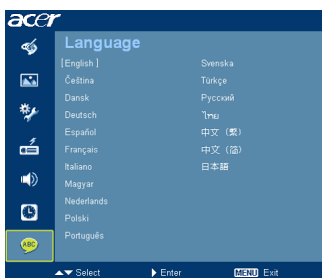 acer
Language
[English ]
Čeština
Dansk
Deutsch
Español
Français
Italiano
Magyar
Nederlands
Polski
Português
Svenska
Türkçe
Русский
ไทย
中文 (繁)
中文 (简)
日本語
ABC
Select
Enter
MENU Exit